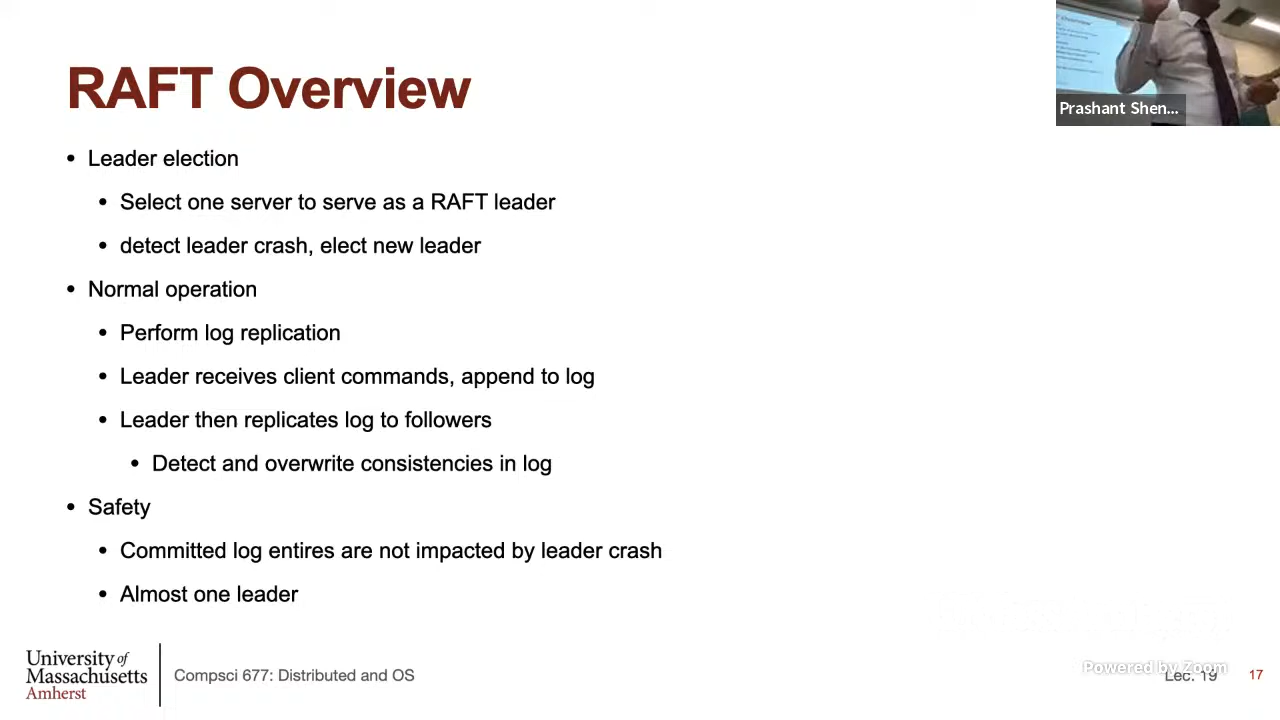 RAFT Overview
Prashant Shen...
• Leader election
• Select one server to serve as a RAFT leader
• detect leader crash, elect new leader
• Normal operation
• Perform log replication
• Leader receives client commands, append to log
• Leader then replicates log to followers
• Detect and overwrite consistencies in log
• Safety
• Committed log entires are not impacted by leader crash
• Almost one leader
University of
Massachusetts
Amherst
Compsci 677: Distributed and OS
Powered by Zoom
Lec. 19
17